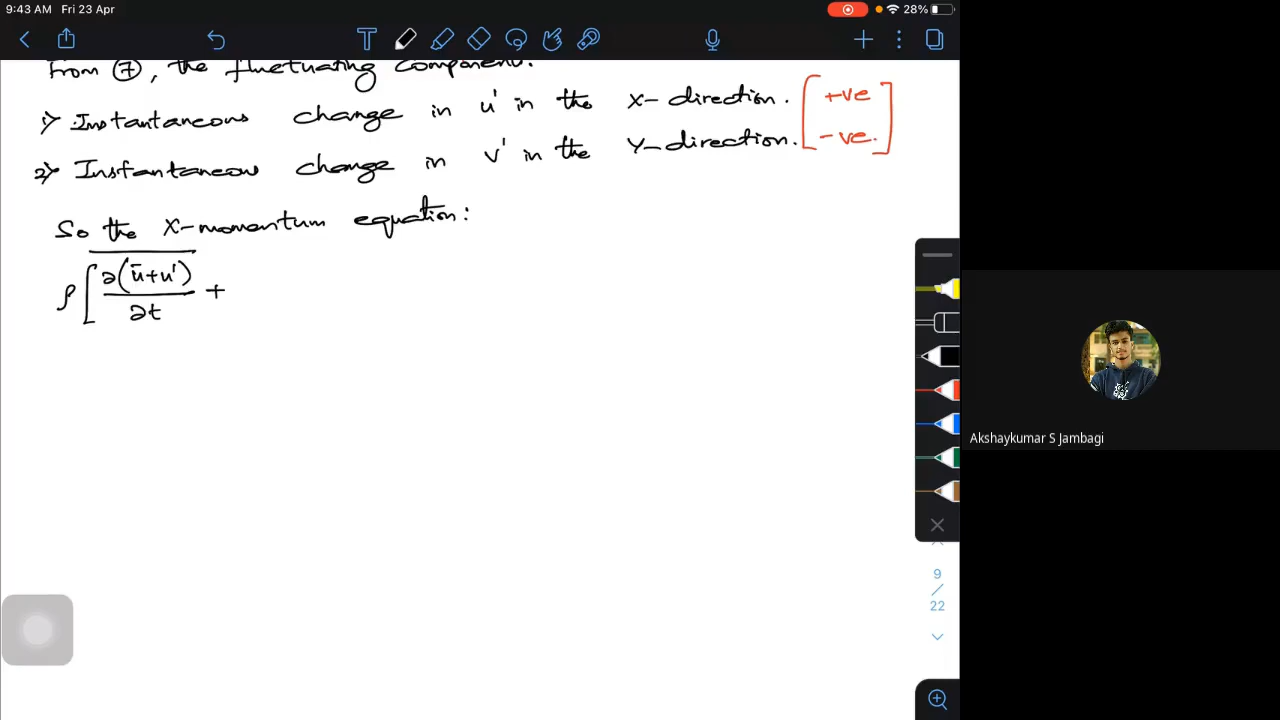 9:43 AM Fri 23 Apr 28%
From ⑦, the fluctuating component.
1) Instantaneous change in u' in the x-direction. [+ve
2) Instantaneous change in v' in the Y-direction. -ve.]
So the X-momentum equation:
ρ[∂(ū+u')/∂t +
Akshaykumar S Jambagi
9
/
22